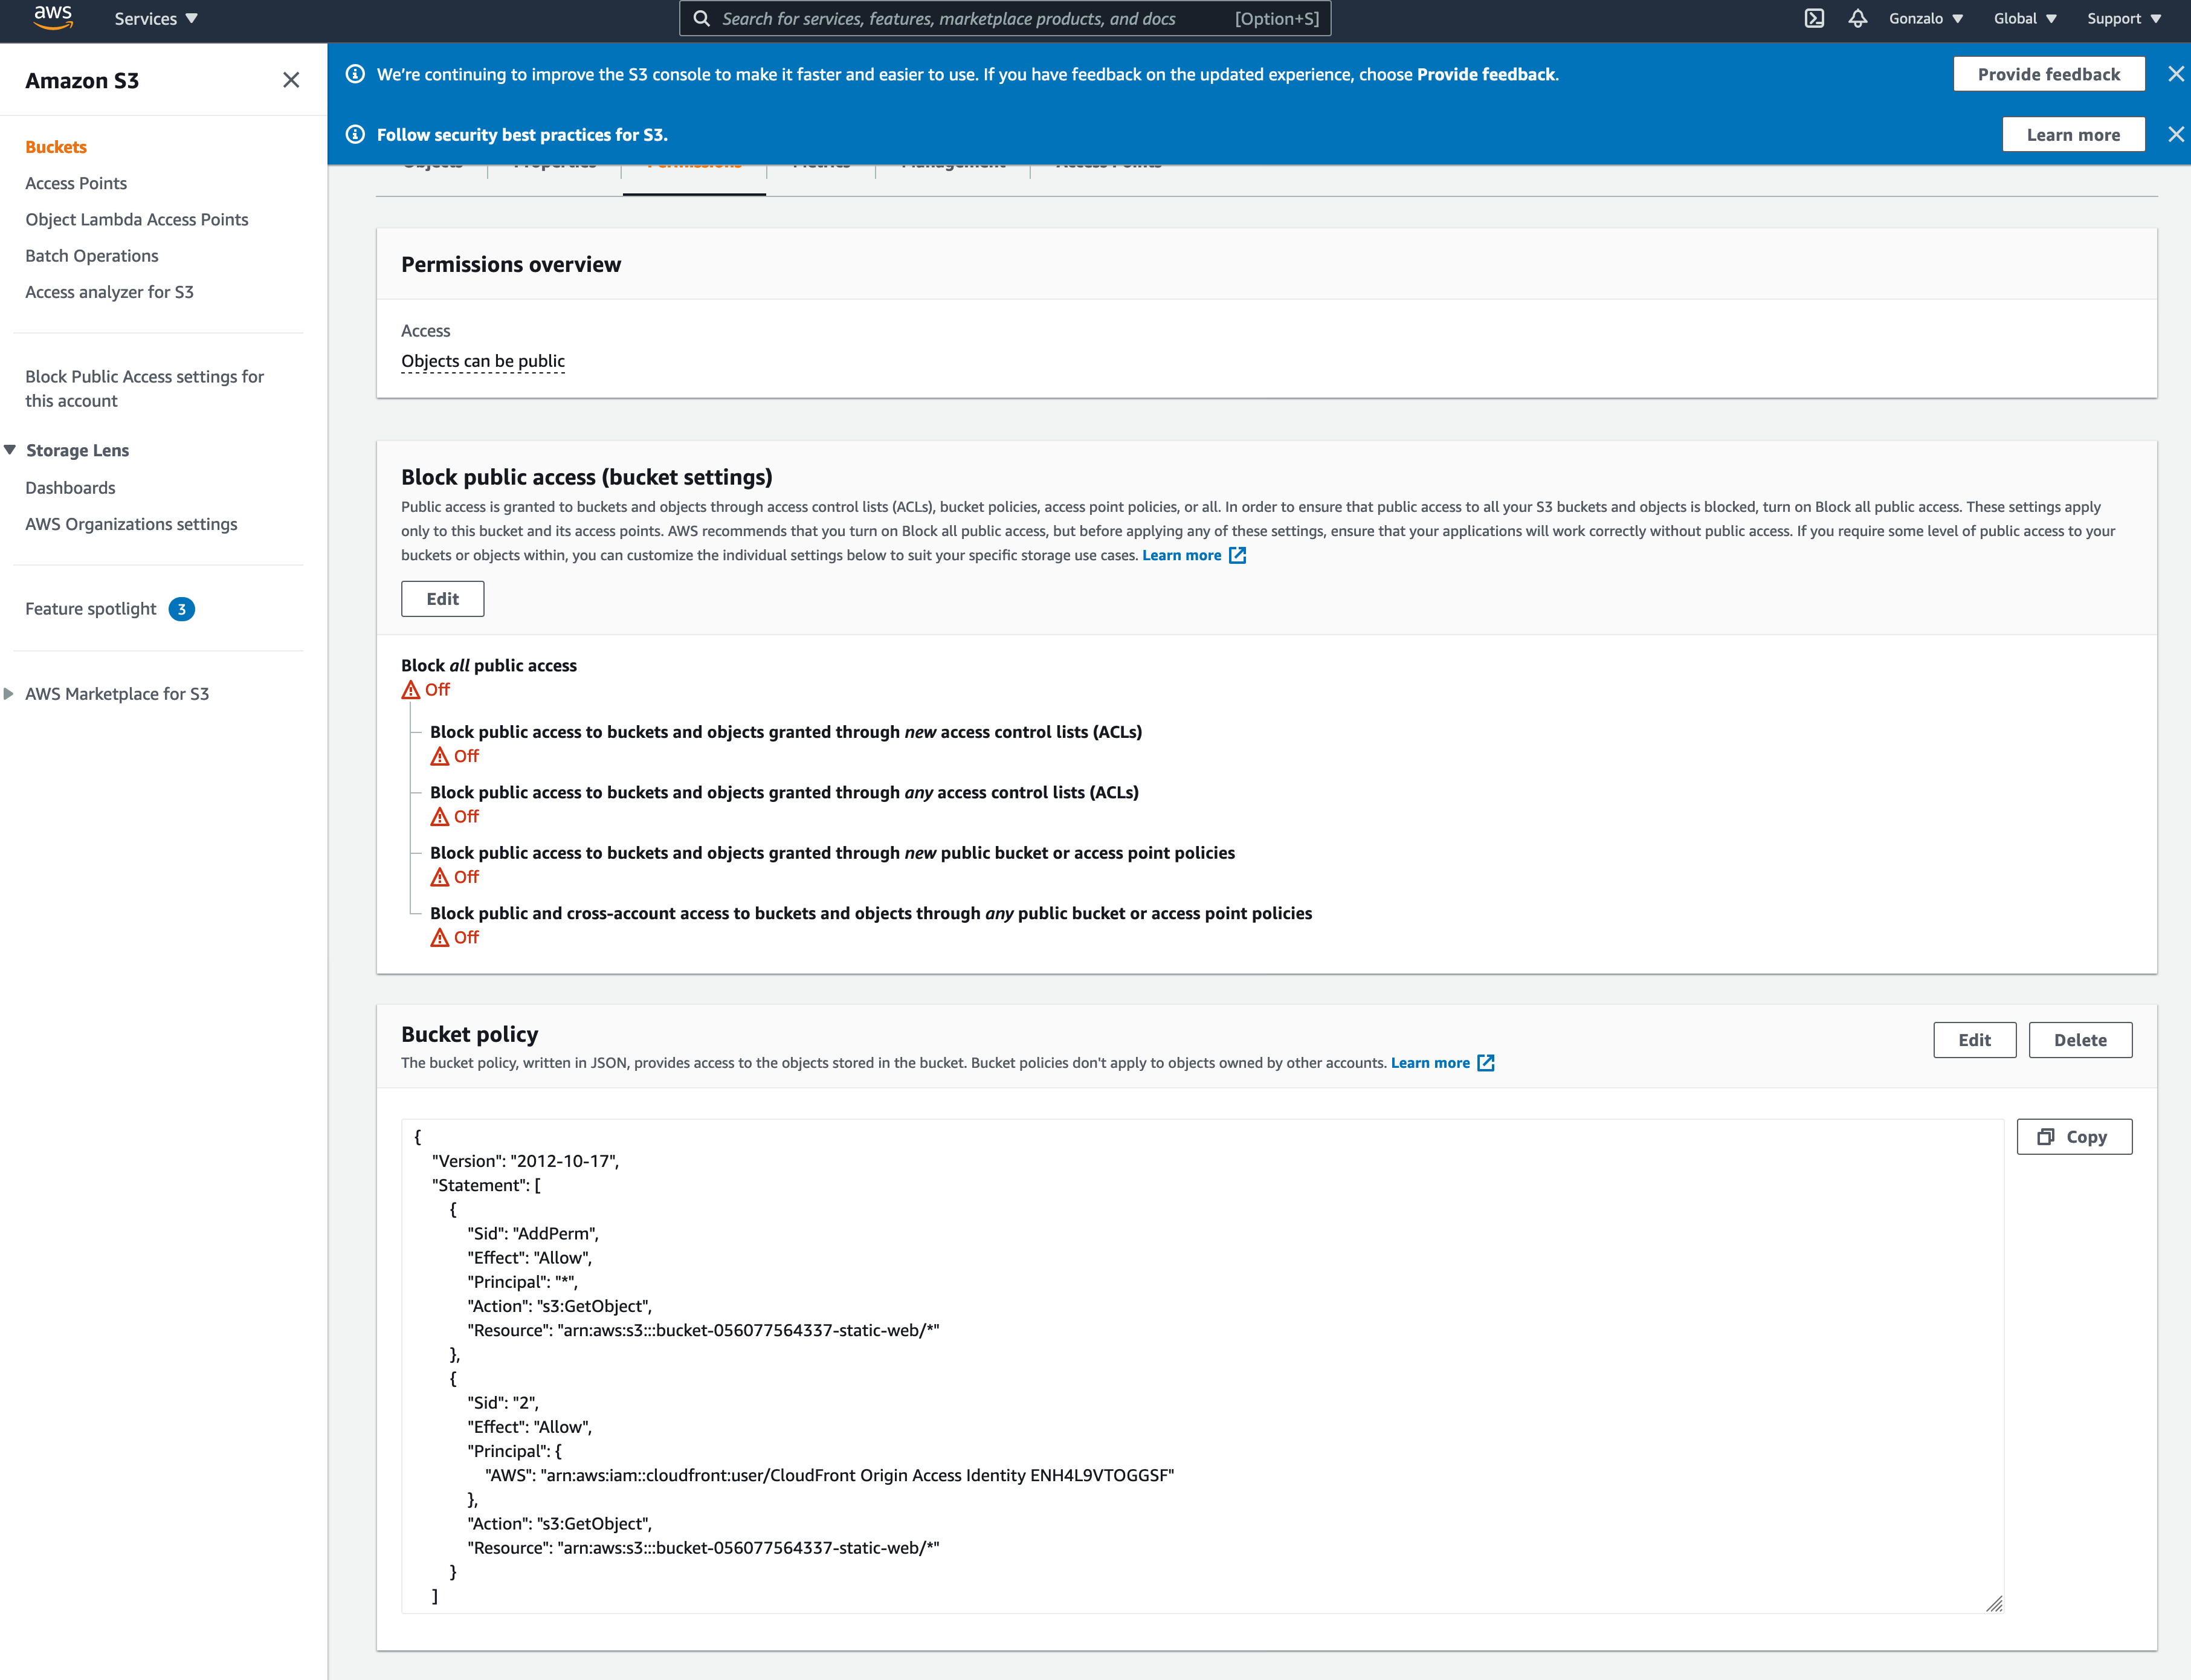 aws
Services ▼
Search for services, features, marketplace products, and docs [Option+S]
Gonzalo ▼
Global ▼
Support ▼
Amazon S3
Buckets
Access Points
Object Lambda Access Points
Batch Operations
Access analyzer for S3
Block Public Access settings for
this account
Storage Lens
Dashboards
AWS Organizations settings
Feature spotlight 3
AWS Marketplace for S3
We're continuing to improve the S3 console to make it faster and easier to use. If you have feedback on the updated experience, choose Provide feedback.
Provide feedback
Follow security best practices for S3.
Learn more
Objects Properties Permissions Metrics Management Access Points
Permissions overview
Access
Objects can be public
Block public access (bucket settings)
Public access is granted to buckets and objects through access control lists (ACLs), bucket policies, access point policies, or all. In order to ensure that public access to all your S3 buckets and objects is blocked, turn on Block all public access. These settings apply
only to this bucket and its access points. AWS recommends that you turn on Block all public access, but before applying any of these settings, ensure that your applications will work correctly without public access. If you require some level of public access to your
buckets or objects within, you can customize the individual settings below to suit your specific storage use cases. Learn more
Edit
Block all public access
Off
Block public access to buckets and objects granted through new access control lists (ACLs)
Off
Block public access to buckets and objects granted through any access control lists (ACLs)
Off
Block public access to buckets and objects granted through new public bucket or access point policies
Off
Block public and cross-account access to buckets and objects through any public bucket or access point policies
Off
Bucket policy
Edit
Delete
The bucket policy, written in JSON, provides access to the objects stored in the bucket. Bucket policies don't apply to objects owned by other accounts. Learn more
Copy
{
"Version": "2012-10-17",
"Statement": [
{
"Sid": "AddPerm",
"Effect": "Allow",
"Principal": "*",
"Action": "s3:GetObject",
"Resource": "arn:aws:s3:::bucket-056077564337-static-web/*"
},
{
"Sid": "2",
"Effect": "Allow",
"Principal": {
"AWS": "arn:aws:iam::cloudfront:user/CloudFront Origin Access Identity ENH4L9VTOGGSF"
},
"Action": "s3:GetObject",
"Resource": "arn:aws:s3:::bucket-056077564337-static-web/*"
}
]